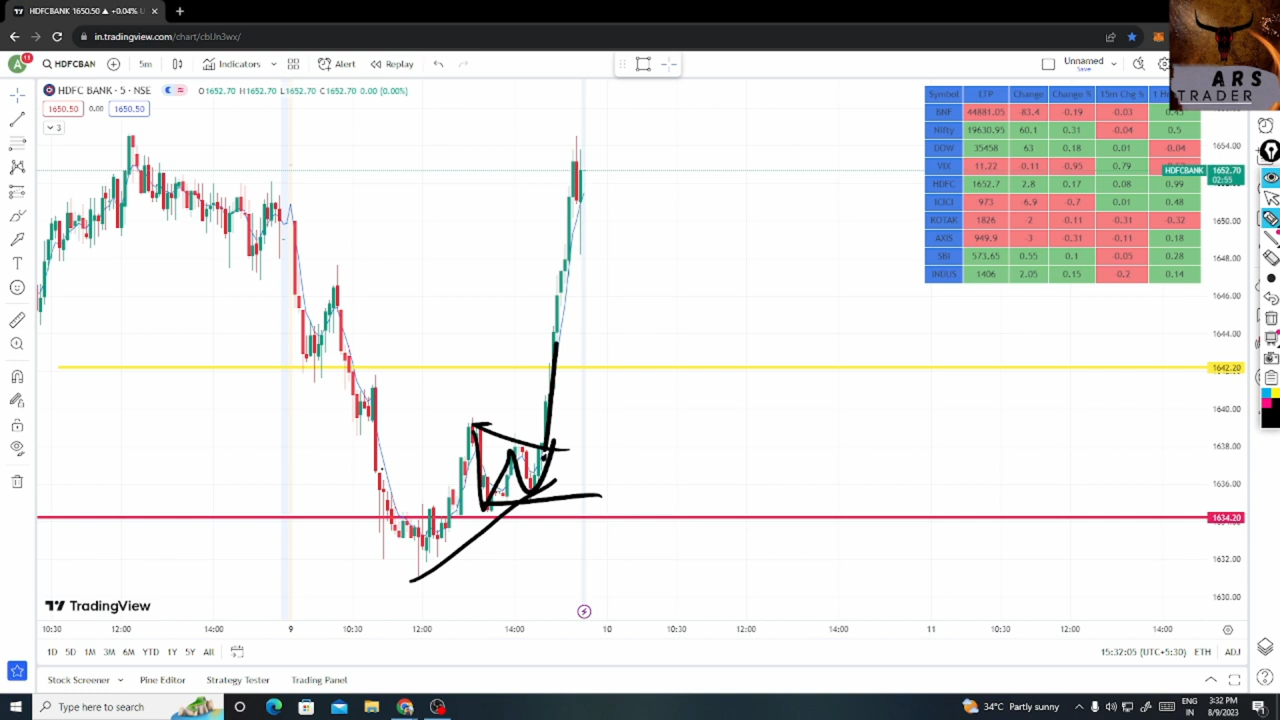 HDFCBANK 1650.50 ▲ +0.04% U
in.tradingview.com/chart/cblJn3wx/
A 11 HDFCBAN 5m Indicators Alert Replay Unnamed
Save
ARS
TRADER
HDFC BANK · 5 · NSE O1652.70 H1652.70 L1652.70 C1652.70 0.00 (0.00%)
1650.50 0.00 1650.50
3
Symbol LTP Change Change % 15m Chg %
BNF 44881.05 -83.4 -0.19 -0.03 0.45
Nifty 19630.95 60.1 0.31 -0.04 0.5
DOW 35458 63 0.18 0.01 -0.04
VIX 11.22 -0.11 -0.95 0.79
HDFC 1652.7 2.8 0.17 0.08 0.99
ICICI 973 -6.9 -0.7 0.01 0.48
KOTAK 1826 -2 -0.11 -0.31 -0.32
AXIS 949.9 -3 -0.31 -0.11 0.18
SBI 573.65 0.55 0.1 -0.05 0.28
INDUS 1406 2.05 0.15 -0.2 0.14
1654.00
HDFCBANK 1652.70
02:55
1650.00
1648.00
1646.00
1644.00
1642.20
1640.00
1638.00
1636.00
1634.20
1632.00
1630.00
TradingView
10:30 12:00 14:00 9 10:30 12:00 14:00 10 10:30 12:00 14:00 11 10:30 12:00 14:00
1D 5D 1M 3M 6M YTD 1Y 5Y All 15:32:05 (UTC+5:30) ETH ADJ
Stock Screener Pine Editor Strategy Tester Trading Panel
Type here to search 34°C Partly sunny ENG 3:32 PM
IN 8/9/2023